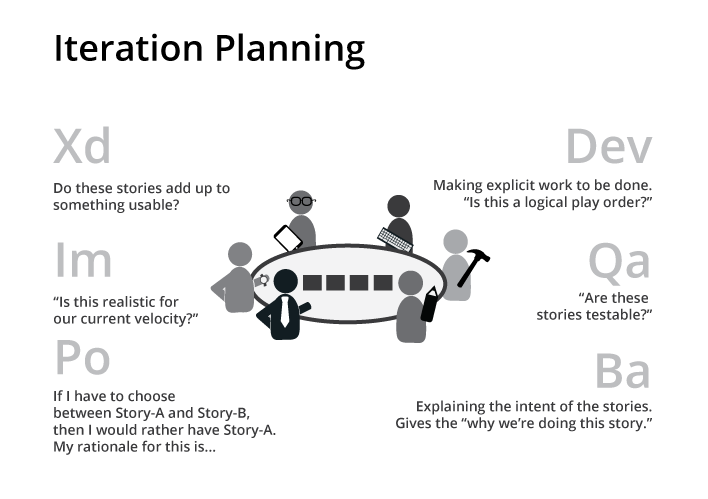 Iteration Planning
Xd
Do these stories add up to
something usable?
Im
“Is this realistic for
our current velocity?”
Po
If I have to choose
between Story-A and Story-B,
then I would rather have Story-A.
My rationale for this is...
Dev
Making explicit work to be done.
“Is this a logical play order?”
Qa
“Are these
stories testable?”
Ba
Explaining the intent of the stories.
Gives the “why we’re doing this story.”